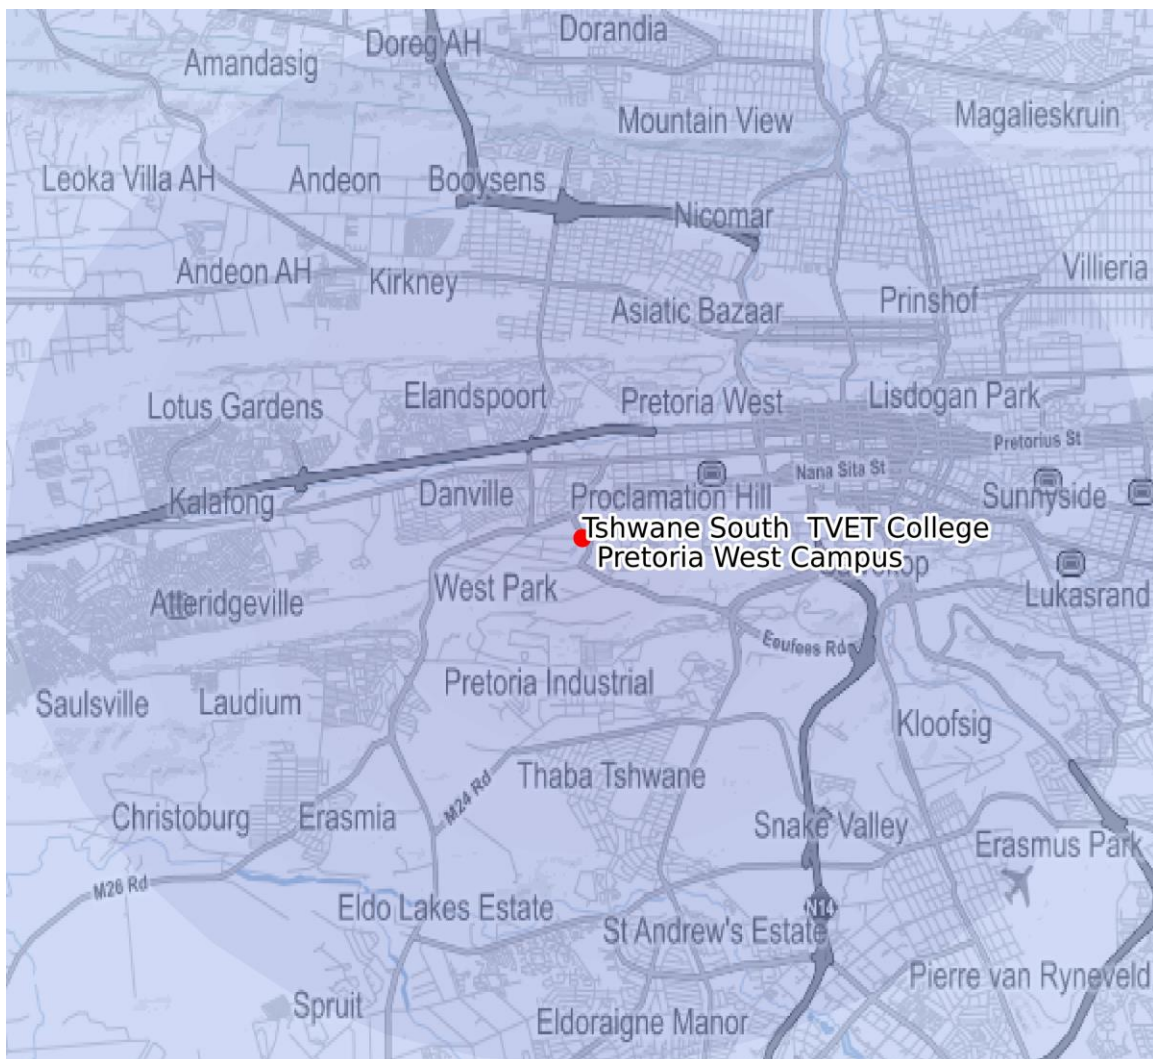 Dorandia
Doreg AH
Amandasig
Mountain View
Magalieskruin
Leoka Villa AH
Andeon
Booysens
Nicomar
Andeon AH
Kirkney
Villieria
Asiatic Bazaar
Prinshof
Lotus Gardens
Elandspoort
Pretoria West
Lisdogan Park
Pretorius St
Nana Sita St
Kalafong
Danville
Proclamation Hill
Sunnyside
Tshwane South  TVET College
Pretoria West Campus
West Park
Atteridgeville
Lukasrand
Eeufees Rd
Saulsville
Laudium
Pretoria Industrial
Kloofsig
M24 Rd
Thaba Tshwane
Christoburg
Erasmia
Snake Valley
Erasmus Park
M26 Rd
Eldo Lakes Estate
N14
St Andrew's Estate
Pierre van Ryneveld
Spruit
Eldoraigne Manor